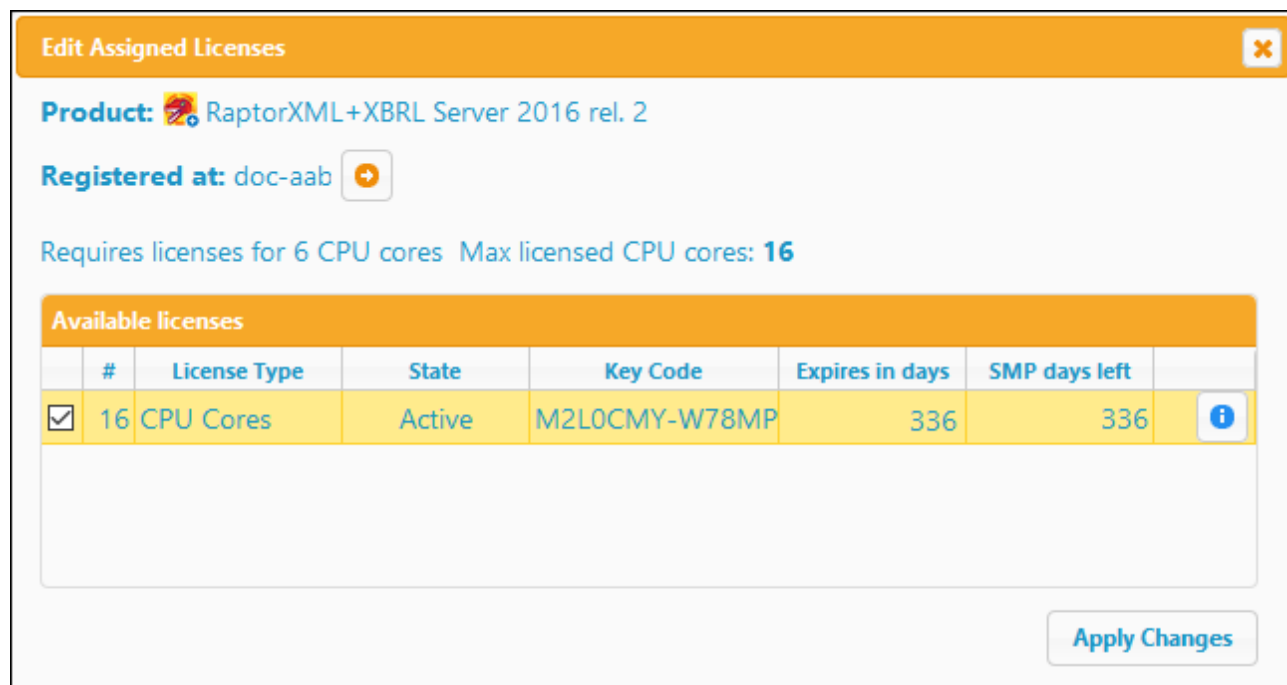 Edit Assigned Licenses
Product: RaptorXML+XBRL Server 2016 rel. 2
Registered at: doc-aab
Requires licenses for 6 CPU cores Max licensed CPU cores: 16
Available licenses
# License Type State Key Code Expires in days SMP days left
16 CPU Cores Active M2L0CMY-W78MP 336 336
Apply Changes